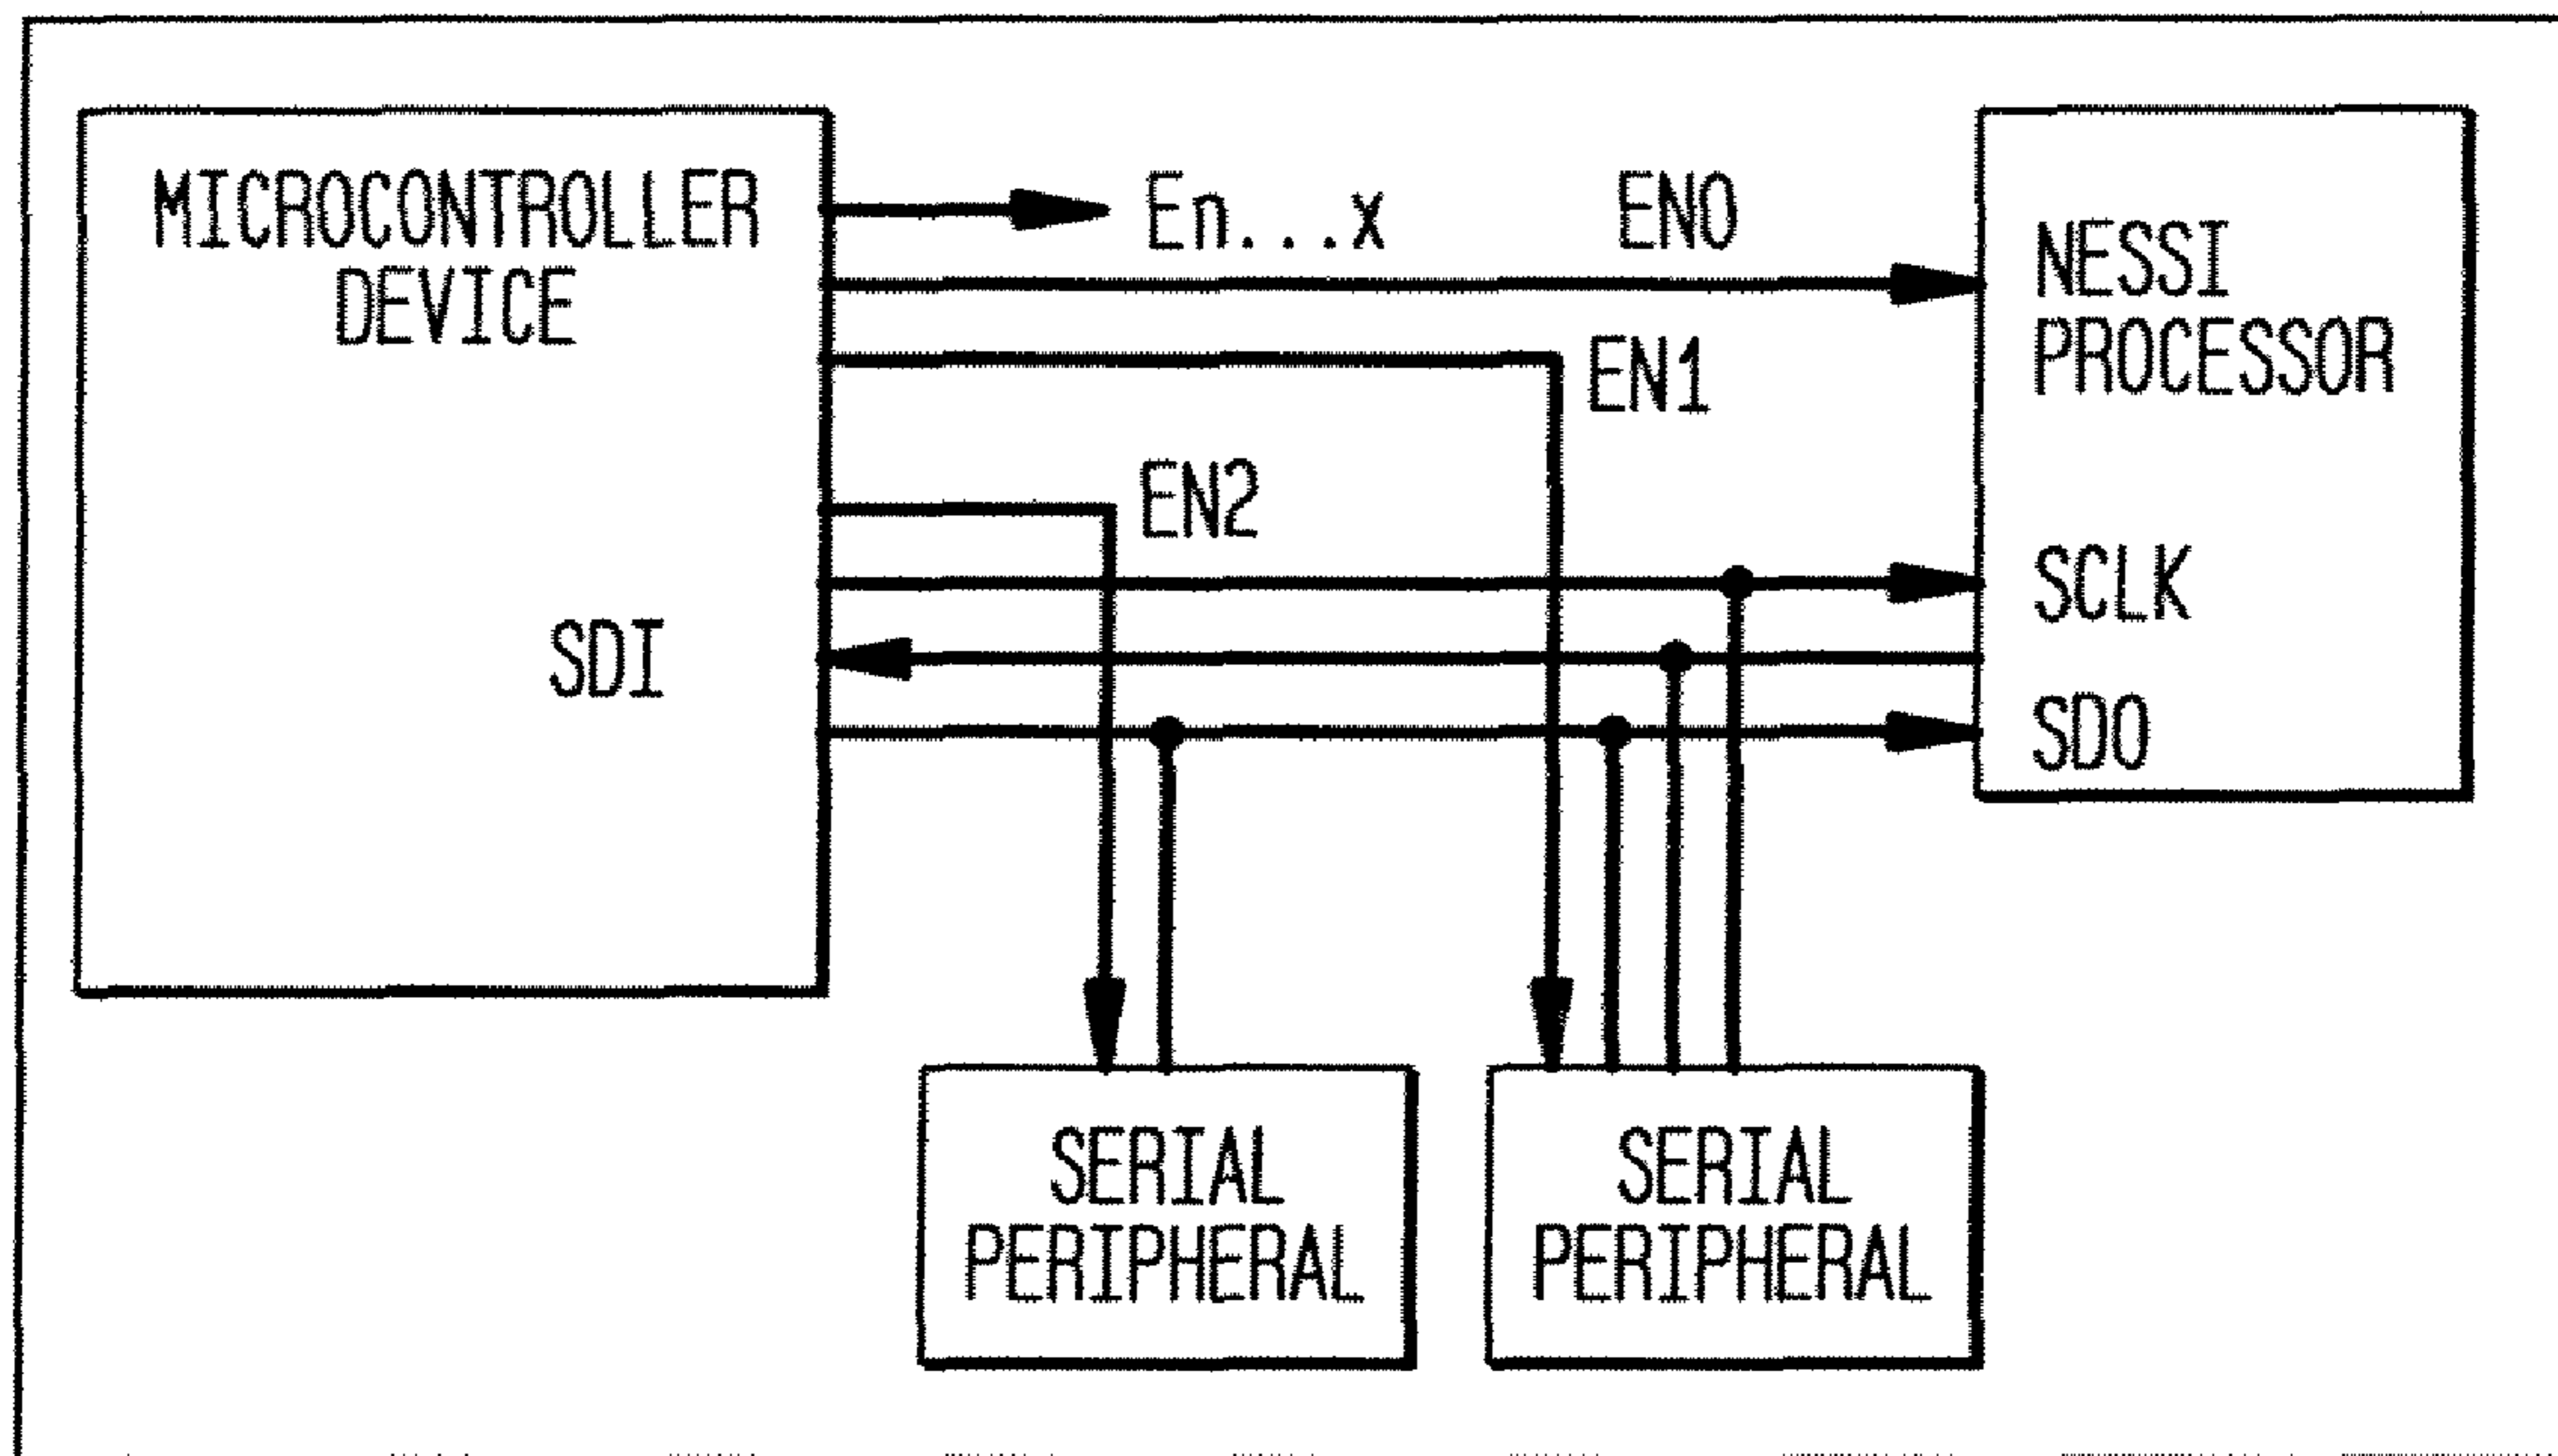 MICROCONTROLLER
DEVICE
En...x
EN0
NESSI
PROCESSOR
EN1
EN2
SCLK
SDI
SDO
SERIAL
PERIPHERAL
SERIAL
PERIPHERAL